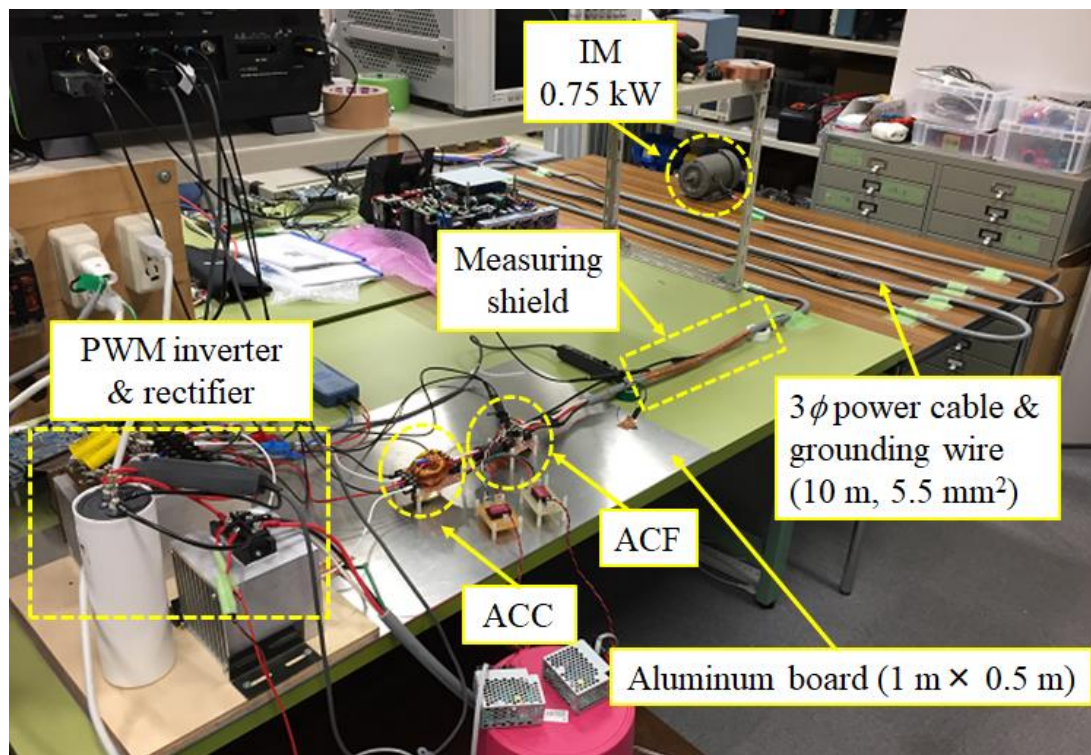 IM
0.75 kW
Measuring
shield
PWM inverter
& rectifier
3ϕ power cable &
grounding wire
(10 m, 5.5 mm²)
ACF
ACC
Aluminum board (1 m × 0.5 m)